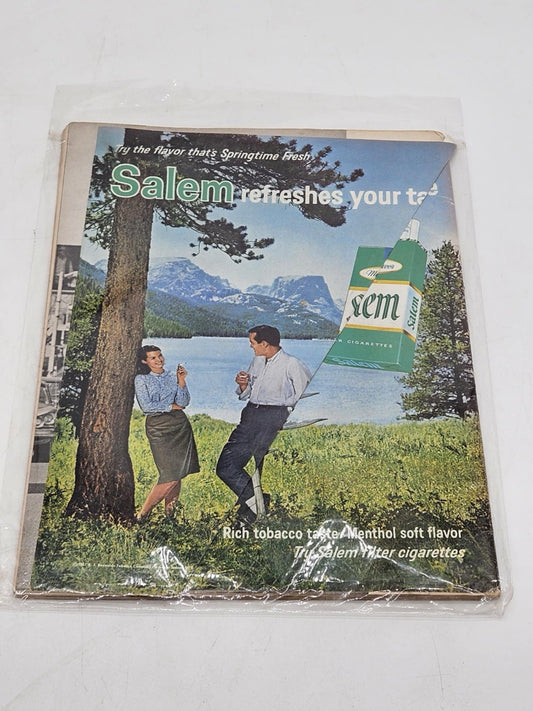 Try the flavor that's Springtime Fresh
Salem refreshes your ta
Salem
CIGARETTES
Rich tobacco taste/Menthol soft flavor
Try Salem filter cigarettes